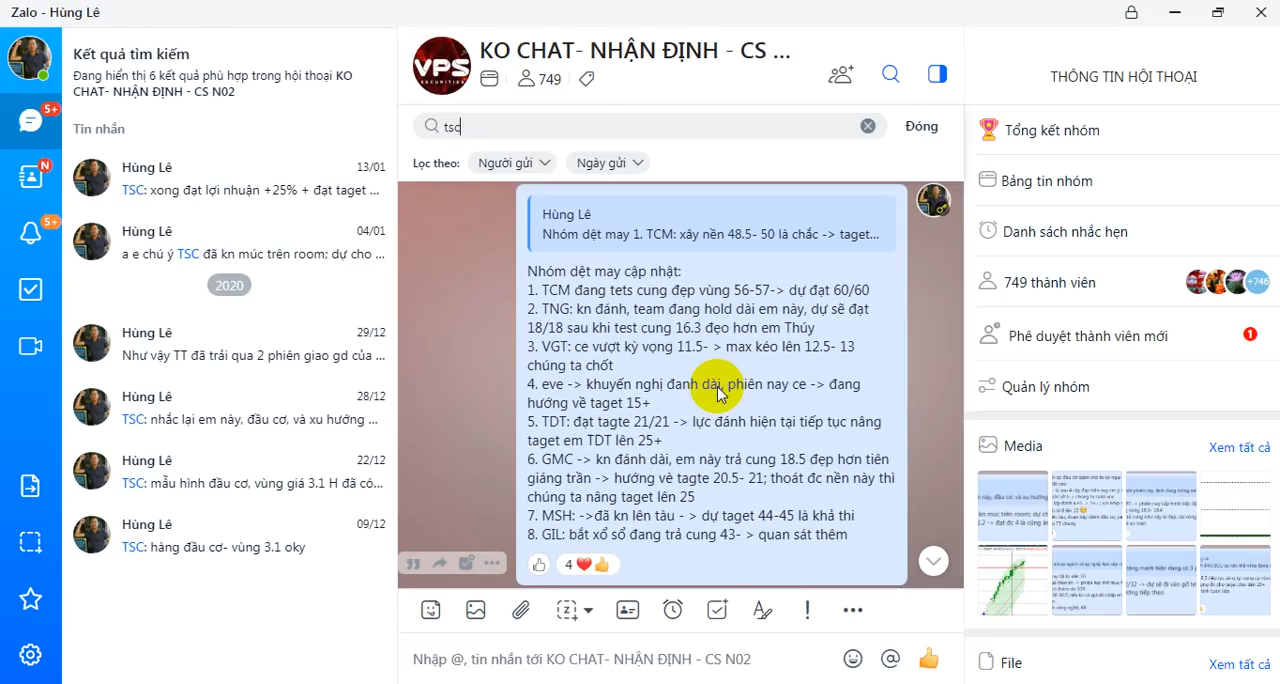 Zalo - Hùng Lê
5+
N
5+
Kết quả tìm kiếm
Đang hiển thị 6 kết quả phù hợp trong hội thoại KO
CHAT- NHẬN ĐỊNH - CS N02
Tin nhắn
Hùng Lê 13/01
TSC: xong đạt lợi nhuận +25% + đạt taget ...
Hùng Lê 04/01
a e chú ý TSC đã kn múc trên room: dự cho ...
2020
Hùng Lê 29/12
Như vậy TT đã trải qua 2 phiên giao gd của ...
Hùng Lê 28/12
TSC: nhắc lại em này, đầu cơ, và xu hướng ...
Hùng Lê 22/12
TSC: mẫu hình đầu cơ, vùng giá 3.1 H đã có...
Hùng Lê 09/12
TSC: hàng đầu cơ- vùng 3.1 oky
VPS
SECURITIES
KO CHAT- NHẬN ĐỊNH - CS ...
749
tsc
Đóng
Lọc theo: Người gửi Ngày gửi
Hùng Lê
Nhóm dệt may 1. TCM: xây nền 48.5- 50 là chắc -> taget...
Nhóm dệt may cập nhật:
1. TCM đang tets cung đẹp vùng 56-57-> dự đạt 60/60
2. TNG: kn đánh, team đang hold dài em này, dự sẽ đạt
18/18 sau khi test cung 16.3 đẹo hơn em Thúy
3. VGT: ce vượt kỳ vọng 11.5- > max kéo lên 12.5- 13
chúng ta chốt
4. eve -> khuyến nghị đanh dài, phiên nay ce -> đang
hướng về taget 15+
5. TDT: đạt tagte 21/21 -> lực đánh hiện tại tiếp tục nâng
taget em TDT lên 25+
6. GMC -> kn đánh dài, em này trả cung 18.5 đẹp hơn tiên
giáng trần -> hướng vè tagte 20.5- 21; thoát đc nền này thì
chúng ta nâng taget lên 25
7. MSH: ->đã kn lên tàu - > dự taget 44-45 là khả thi
8. GIL: bắt xổ sổ đang trả cung 43- > quan sát thêm
4
Nhập @, tin nhắn tới KO CHAT- NHẬN ĐỊNH - CS N02
THÔNG TIN HỘI THOẠI
Tổng kết nhóm
Bảng tin nhóm
Danh sách nhắc hẹn
749 thành viên
+746
Phê duyệt thành viên mới
1
Quản lý nhóm
Media
Xem tất cả
File
Xem tất cả